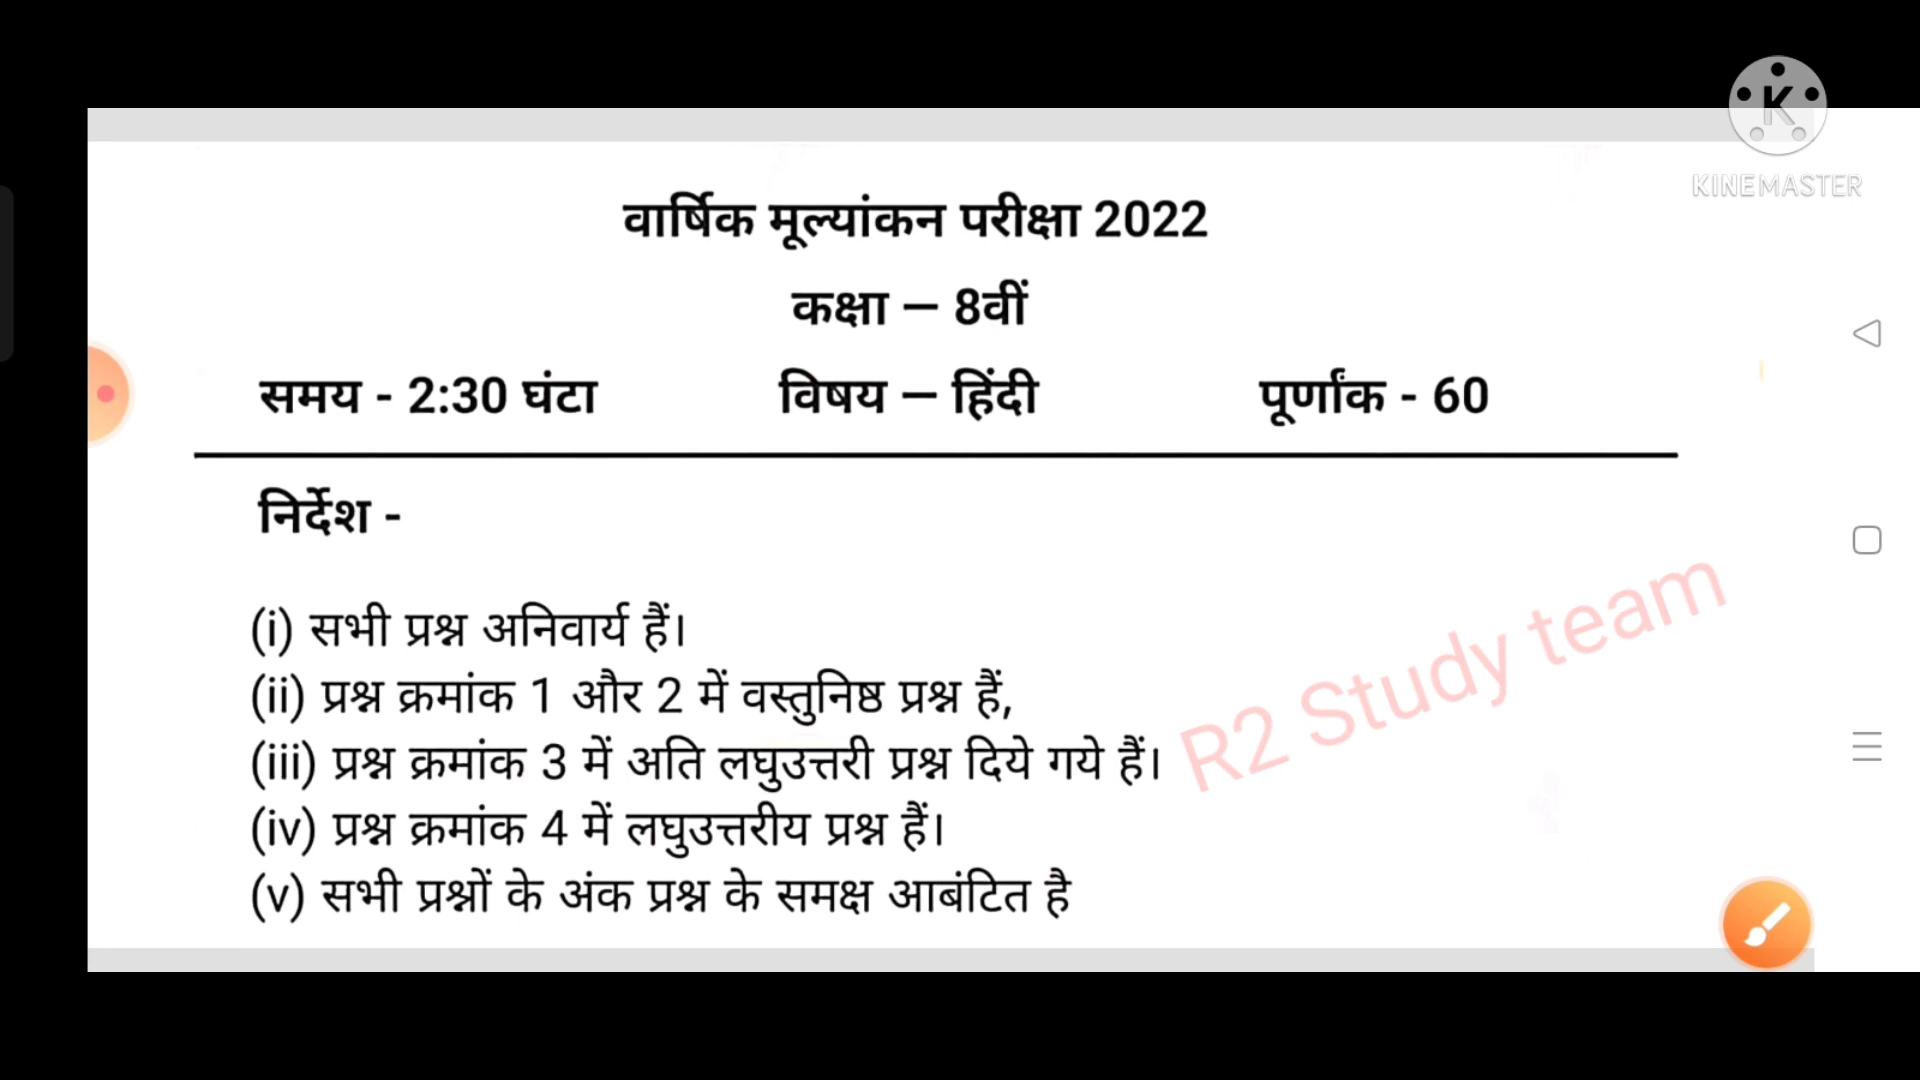 K
KINEMASTER
वार्षिक मूल्यांकन परीक्षा 2022
कक्षा — 8वीं
समय - 2:30 घंटा विषय — हिंदी पूर्णांक - 60
निर्देश -
(i) सभी प्रश्न अनिवार्य हैं।
(ii) प्रश्न क्रमांक 1 और 2 में वस्तुनिष्ठ प्रश्न हैं,
(iii) प्रश्न क्रमांक 3 में अति लघुउत्तरी प्रश्न दिये गये हैं।
(iv) प्रश्न क्रमांक 4 में लघुउत्तरीय प्रश्न हैं।
(v) सभी प्रश्नों के अंक प्रश्न के समक्ष आबंटित है
R2 Study team